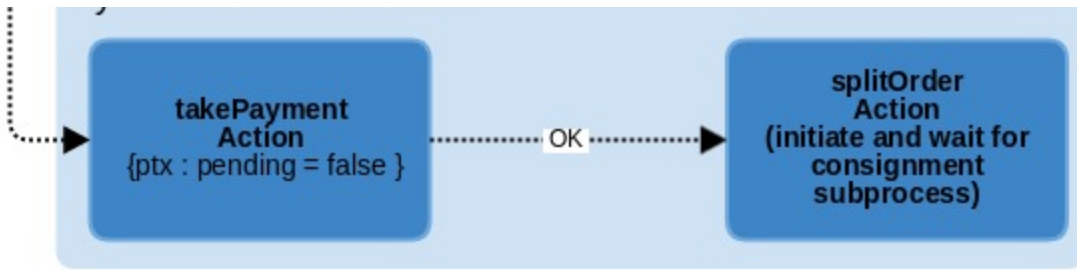 takePayment
Action
{ptx : pending = false }
OK
splitOrder
Action
(initiate and wait for
consignment
subprocess)